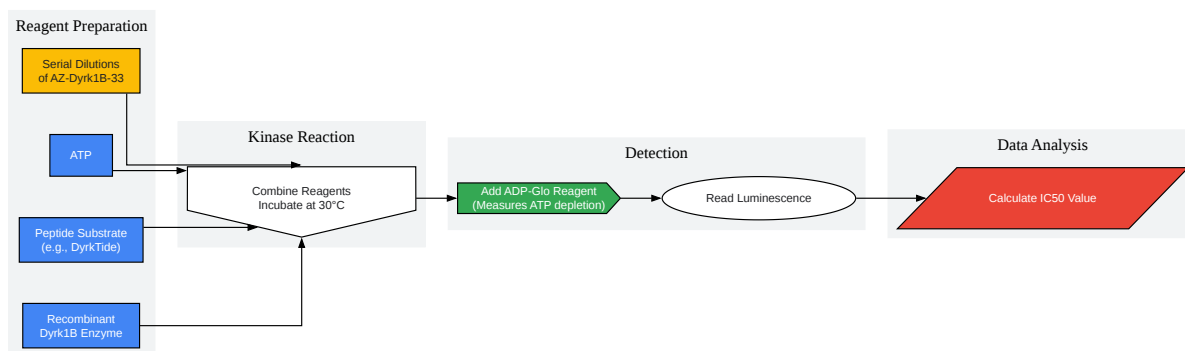 Reagent Preparation
Serial Dilutions
of AZ-Dyrk1B-33
ATP
Peptide Substrate
(e.g., DyrkTide)
Recombinant
Dyrk1B Enzyme
Kinase Reaction
Combine Reagents
Incubate at 30°C
Detection
Add ADP-Glo Reagent
(Measures ATP depletion)
Read Luminescence
Data Analysis
Calculate IC50 Value